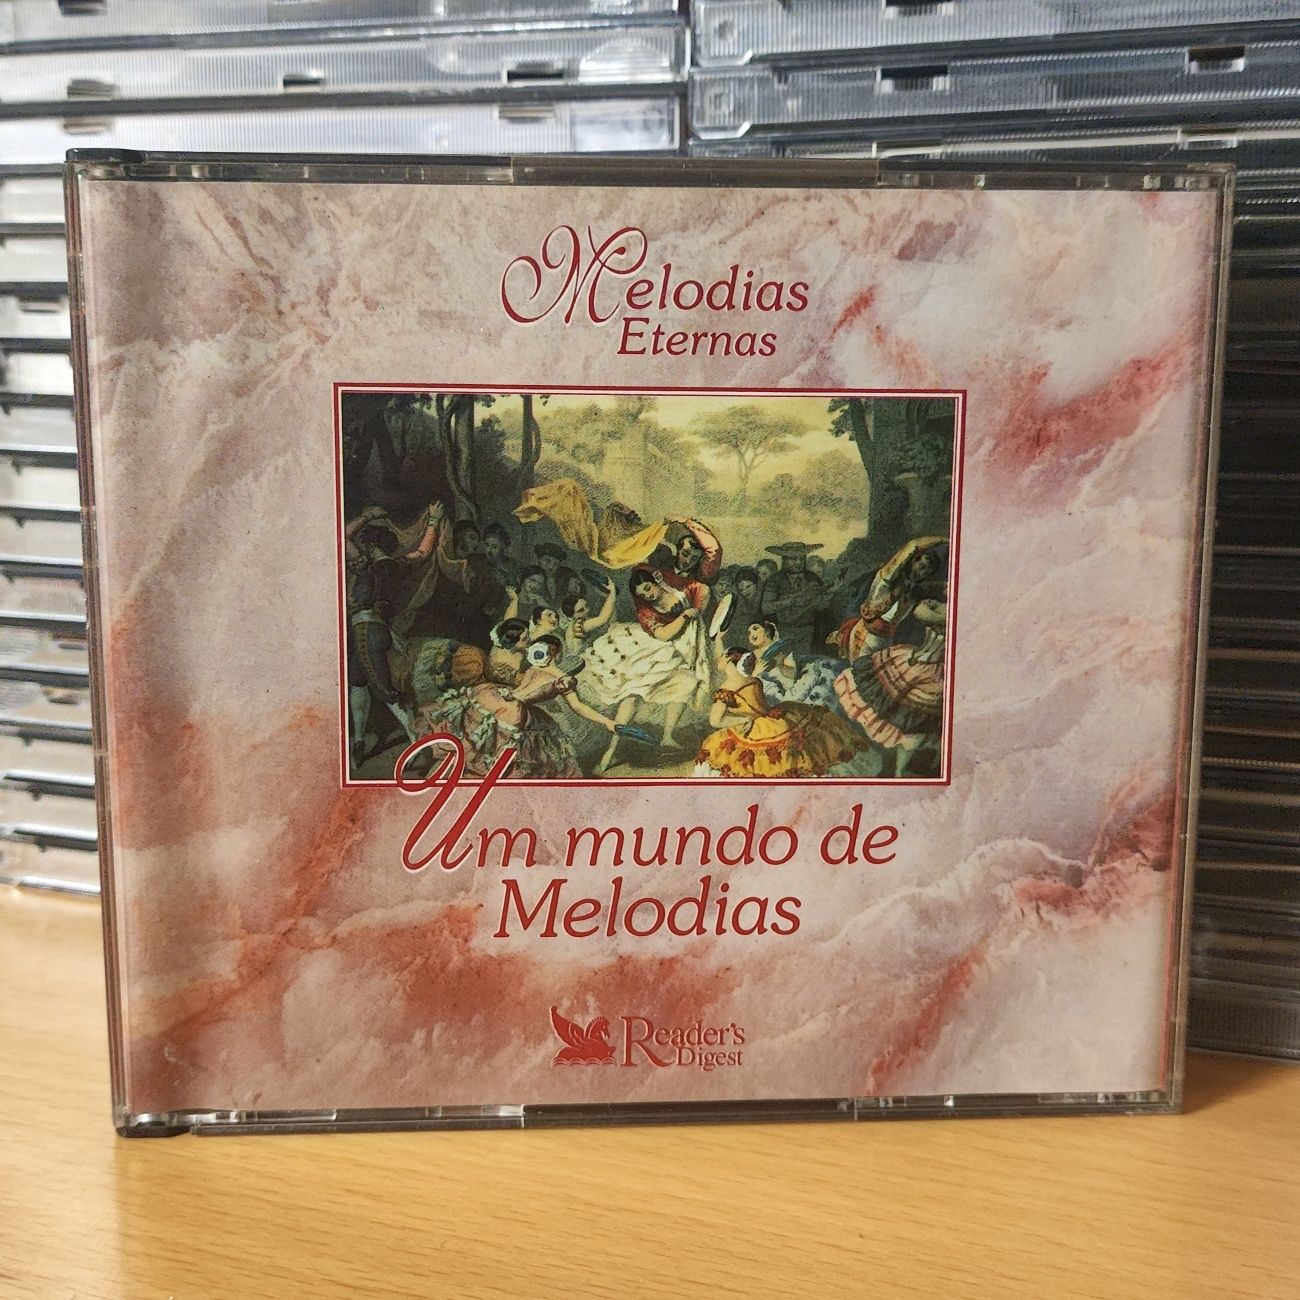 Melodias
Eternas
Um mundo de
Melodias
Reader's
Digest